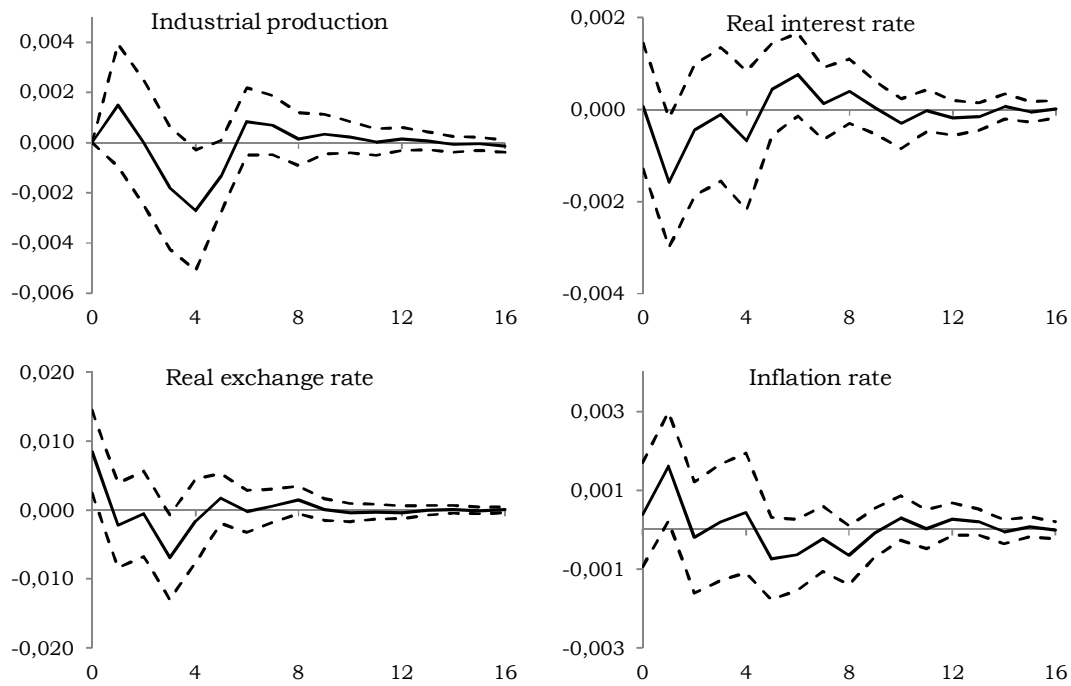 Industrial production
0,004
0,002
0,000
-0,002
-0,004
-0,006
0 4 8 12 16
Real interest rate
0,002
0,000
-0,002
-0,004
0 4 8 12 16
Real exchange rate
0,020
0,010
0,000
-0,010
-0,020
0 4 8 12 16
Inflation rate
0,003
0,001
-0,001
-0,003
0 4 8 12 16